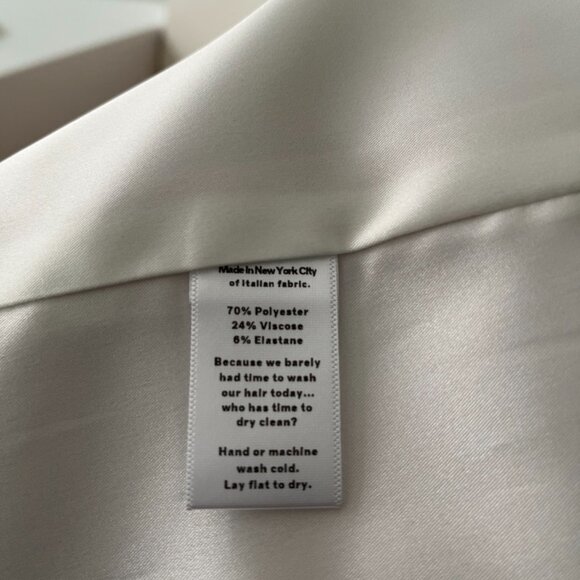 Made in New York City
of Italian fabric.
70% Polyester
24% Viscose
6% Elastane
Because we barely
had time to wash
our hair today...
who has time to
dry clean?
Hand or machine
wash cold.
Lay flat to dry.